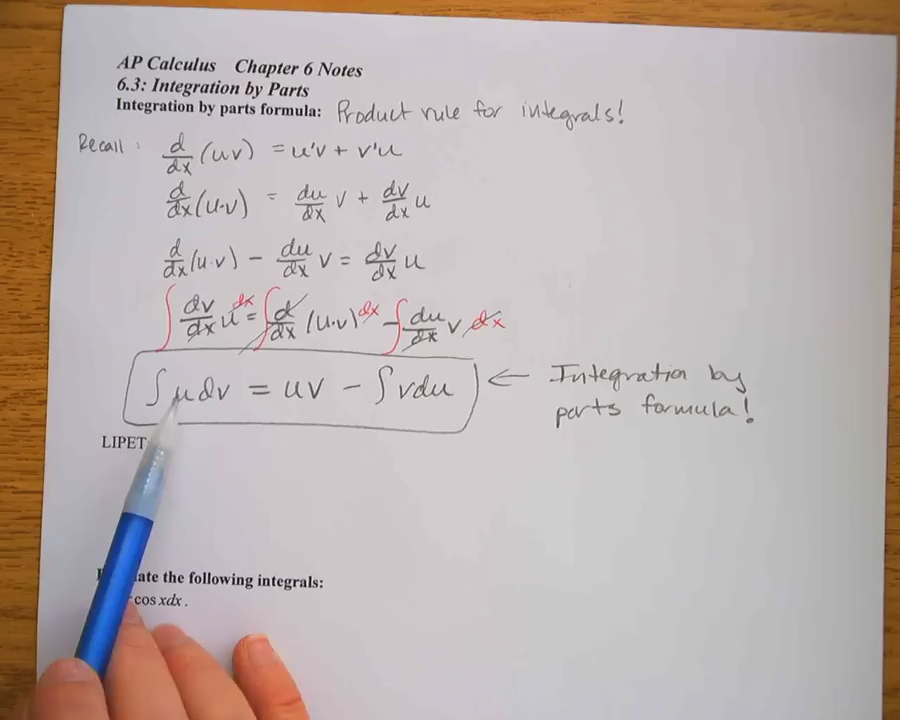 AP Calculus Chapter 6 Notes
6.3: Integration by Parts
Integration by parts formula: Product rule for integrals!
Recall: d/dx (uv) = u'v + v'u
d/dx (u·v) = du/dx v + dv/dx u
d/dx (u·v) - du/dx v = dv/dx u
∫ dv/dx u dx = ∫ d/dx (u·v) dx - ∫ du/dx v dx
∫ u dv = uv - ∫ v du ← Integration by
parts formula!
LIPET
the following integrals:
cos xdx.